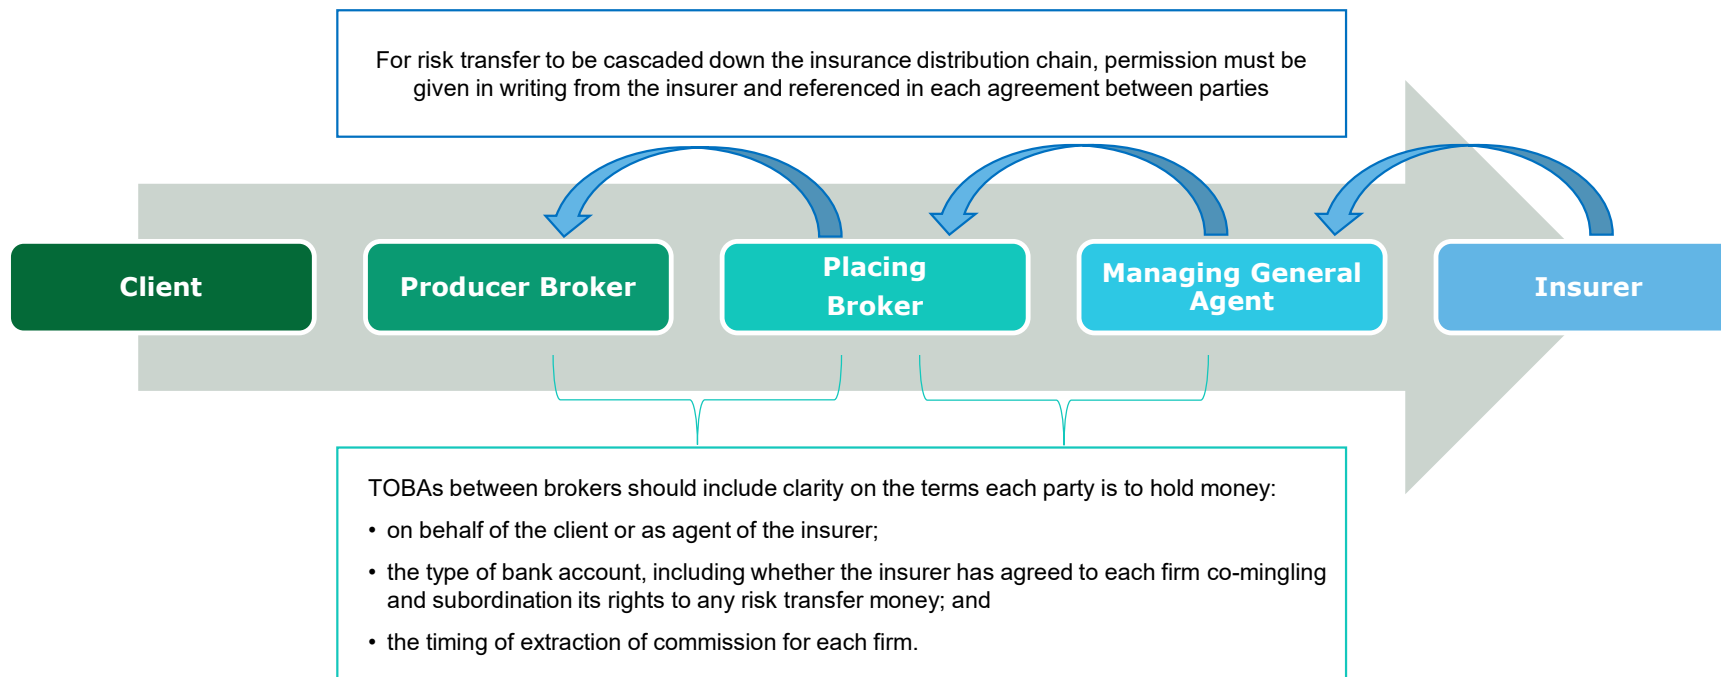 For risk transfer to be cascaded down the insurance distribution chain, permission must be
given in writing from the insurer and referenced in each agreement between parties
Client
Producer Broker
Placing
Broker
Managing General
Agent
Insurer
TOBAs between brokers should include clarity on the terms each party is to hold money:
• on behalf of the client or as agent of the insurer;
• the type of bank account, including whether the insurer has agreed to each firm co-mingling
and subordination its rights to any risk transfer money; and
• the timing of extraction of commission for each firm.